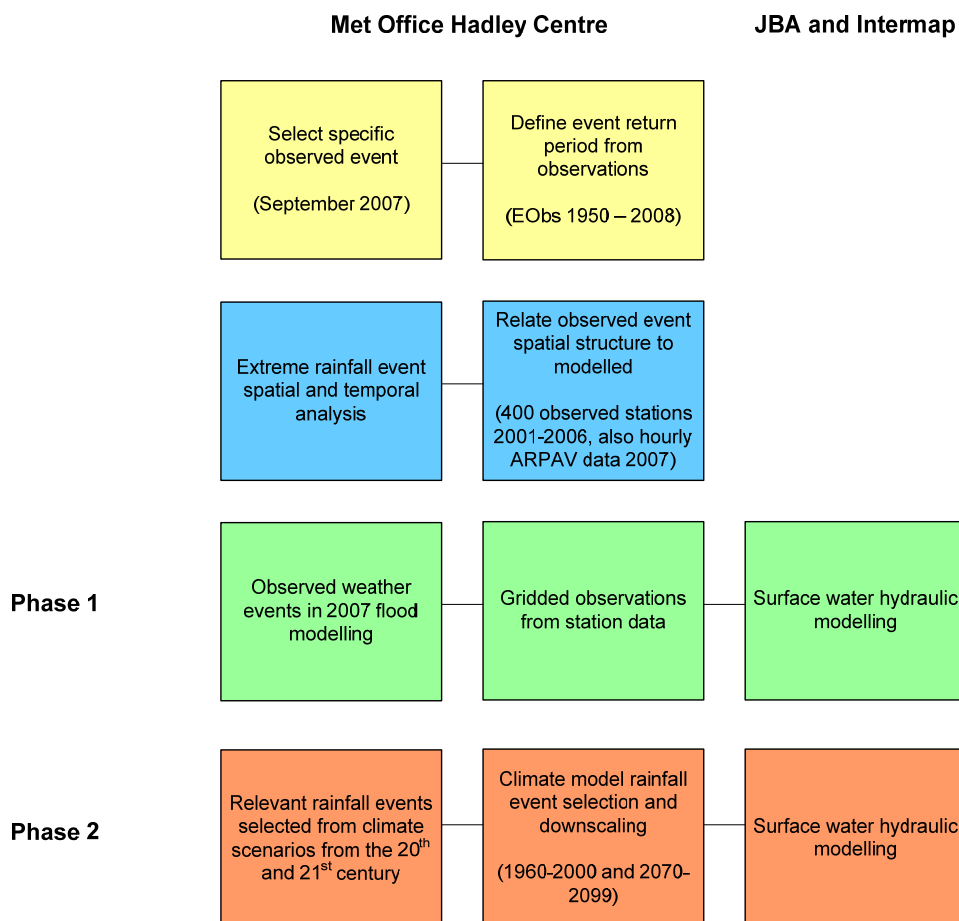 Met Office Hadley Centre
JBA and Intermap
Select specific
observed event
(September 2007)
Define event return
period from
observations
(EObs 1950 – 2008)
Extreme rainfall event
spatial and temporal
analysis
Relate observed event
spatial structure to
modelled
(400 observed stations
2001-2006, also hourly
ARPAV data 2007)
Phase 1
Observed weather
events in 2007 flood
modelling
Gridded observations
from station data
Surface water hydraulic
modelling
Phase 2
Relevant rainfall events
selected from climate
scenarios from the 20th
and 21st century
Climate model rainfall
event selection and
downscaling
(1960-2000 and 2070-
2099)
Surface water hydraulic
modelling